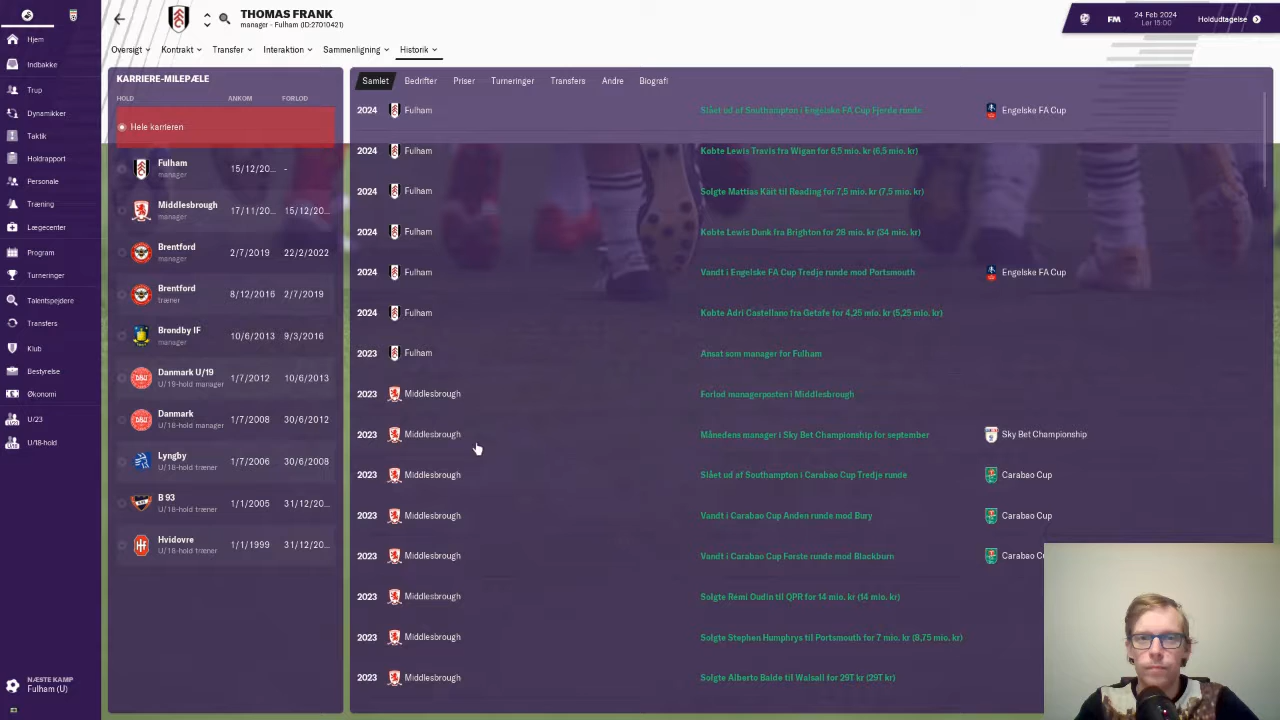 THOMAS FRANK
manager - Fulham (ID:27010421)
FM
24 Feb 2024
Lør 15:00
Holdudtagelse
Oversigt
Kontrakt
Transfer
Interaktion
Sammenligning
Historik
Hjem
Indbakke
Trup
Dynamikker
Taktik
Holdrapport
Personale
Træning
Lægecenter
Program
Turneringer
Talentspejdere
Transfers
Klub
Bestyrelse
Økonomi
U/23
U/18-hold
NÆSTE KAMP
Fulham (U)
KARRIERE-MILEPÆLE
HOLD ANKOM FORLOD
Hele karrieren
Fulham 15/12/20... -
manager
Middlesbrough 17/11/20... 15/12/20...
manager
Brentford 2/7/2019 22/2/2022
manager
Brentford 8/12/2016 2/7/2019
træner
Brøndby IF 10/6/2013 9/3/2016
manager
Danmark U/19 1/7/2012 10/6/2013
U/19-hold manager
Danmark 1/7/2008 30/6/2012
U/18-hold manager
Lyngby 1/7/2006 30/6/2008
U/18-hold træner
B 93 1/1/2005 31/12/20...
U/18-hold træner
Hvidovre 1/1/1999 31/12/20...
U/18-hold træner
Samlet Bedrifter Priser Turneringer Transfers Andre Biografi
2024 Fulham Slået ud af Southampton i Engelske FA Cup Fjerde runde Engelske FA Cup
2024 Fulham Købte Lewis Travis fra Wigan for 6,5 mio. kr (6,5 mio. kr)
2024 Fulham Solgte Mattias Käit til Reading for 7,5 mio. kr (7,5 mio. kr)
2024 Fulham Købte Lewis Dunk fra Brighton for 28 mio. kr (34 mio. kr)
2024 Fulham Vandt i Engelske FA Cup Tredje runde mod Portsmouth Engelske FA Cup
2024 Fulham Købte Adri Castellano fra Getafe for 4,25 mio. kr (5,25 mio. kr)
2023 Fulham Ansat som manager for Fulham
2023 Middlesbrough Forlod managerposten i Middlesbrough
2023 Middlesbrough Månedens manager i Sky Bet Championship for september Sky Bet Championship
2023 Middlesbrough Slået ud af Southampton i Carabao Cup Tredje runde Carabao Cup
2023 Middlesbrough Vandt i Carabao Cup Anden runde mod Bury Carabao Cup
2023 Middlesbrough Vandt i Carabao Cup Første runde mod Blackburn Carabao
2023 Middlesbrough Solgte Rémi Oudin til QPR for 14 mio. kr (14 mio. kr)
2023 Middlesbrough Solgte Stephen Humphrys til Portsmouth for 7 mio. kr (8,75 mio. kr)
2023 Middlesbrough Solgte Alberto Balde til Walsall for 29T kr (29T kr)